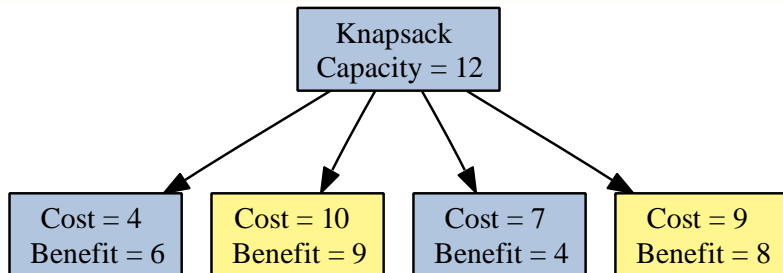 Knapsack
Capacity = 12
Cost = 4
Benefit = 6
Cost = 10
Benefit = 9
Cost = 7
Benefit = 4
Cost = 9
Benefit = 8